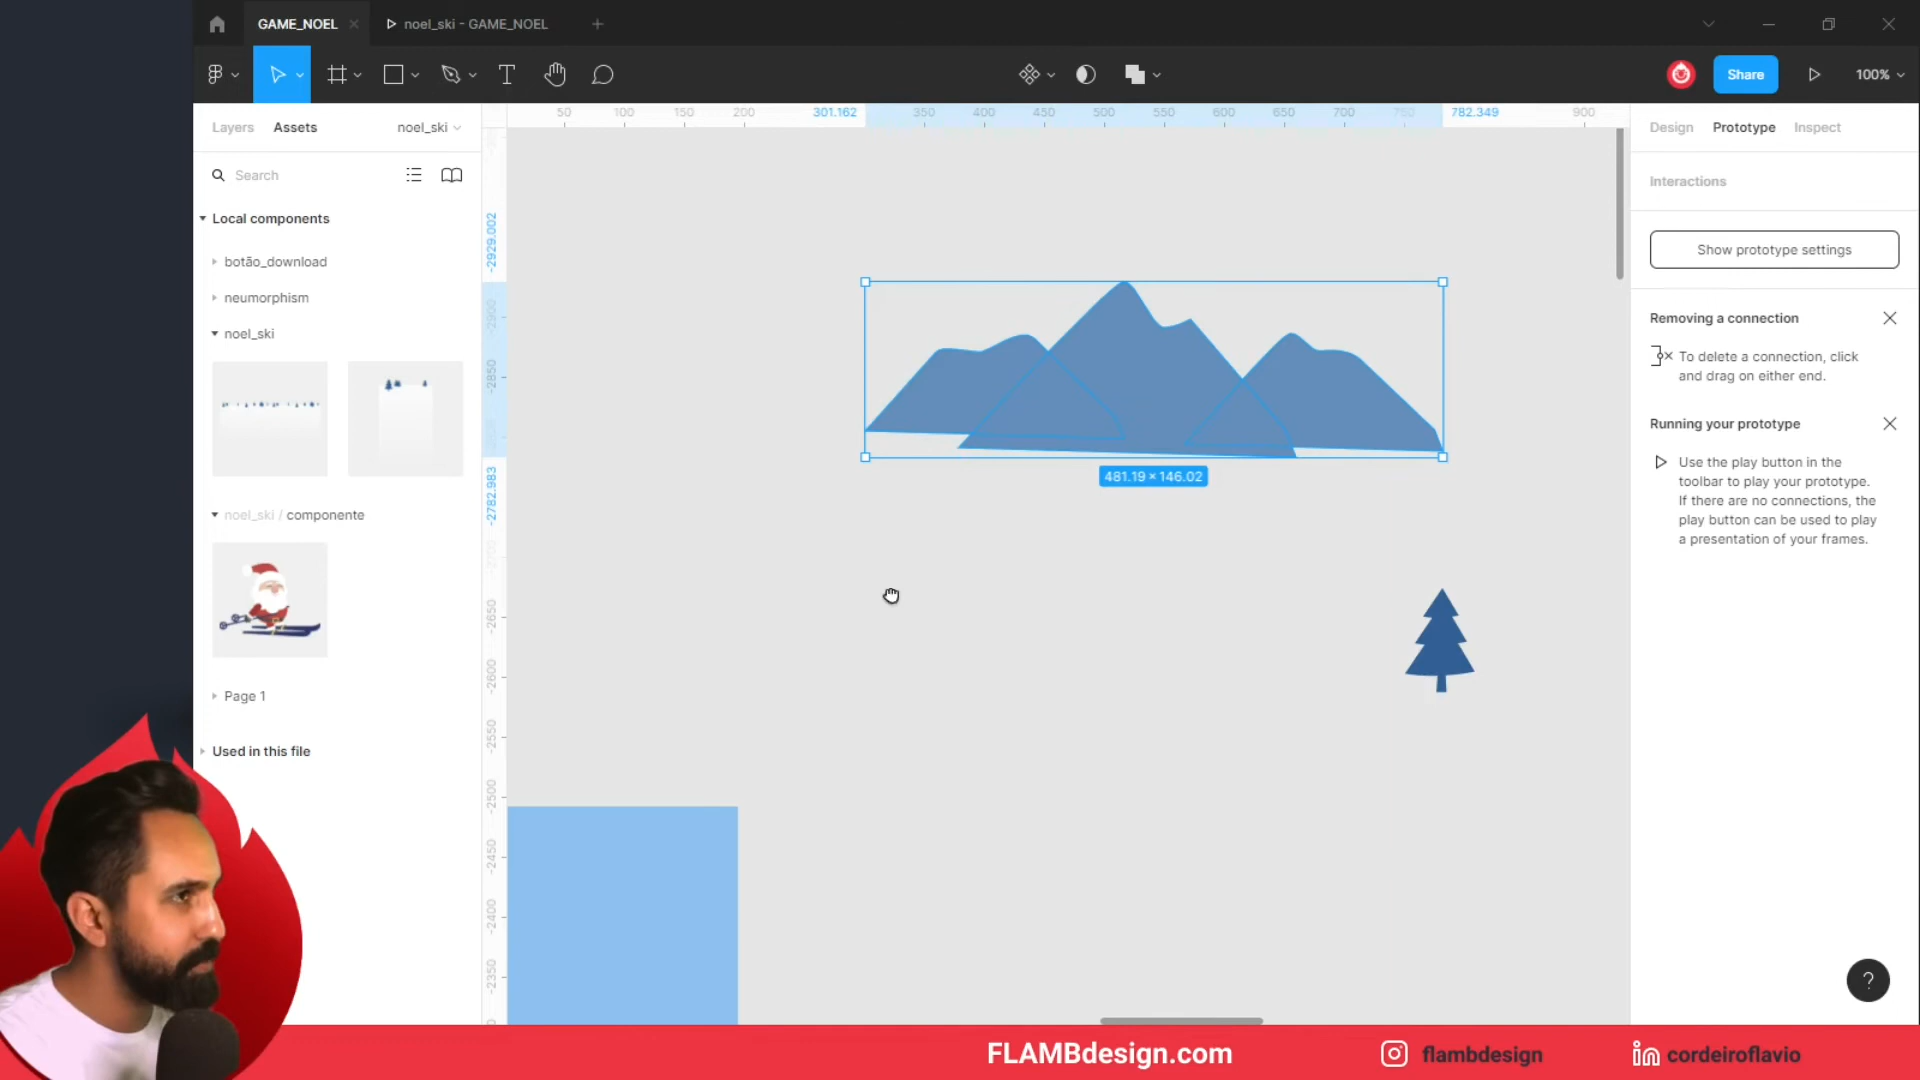 GAME_NOEL
noel_ski - GAME_NOEL
Share
100%
Layers
Assets
noel_ski
50
100
150
200
301.162
350
400
450
500
550
600
650
700
750
782.349
900
Design
Prototype
Inspect
Search
Interactions
Local components
Show prototype settings
botão_download
neumorphism
noel_ski
Removing a connection
To delete a connection, click
and drag on either end.
Running your prototype
Use the play button in the
toolbar to play your prototype.
If there are no connections, the
play button can be used to play
a presentation of your frames.
noel_ski / componente
Page 1
Used in this file
-2929.002
-2900
-2850
-2782.983
-2700
-2650
-2600
-2550
-2500
-2450
-2400
-2350
481.19 × 146.02
?
FLAMBdesign.com
flambdesign
in cordeiroflavio